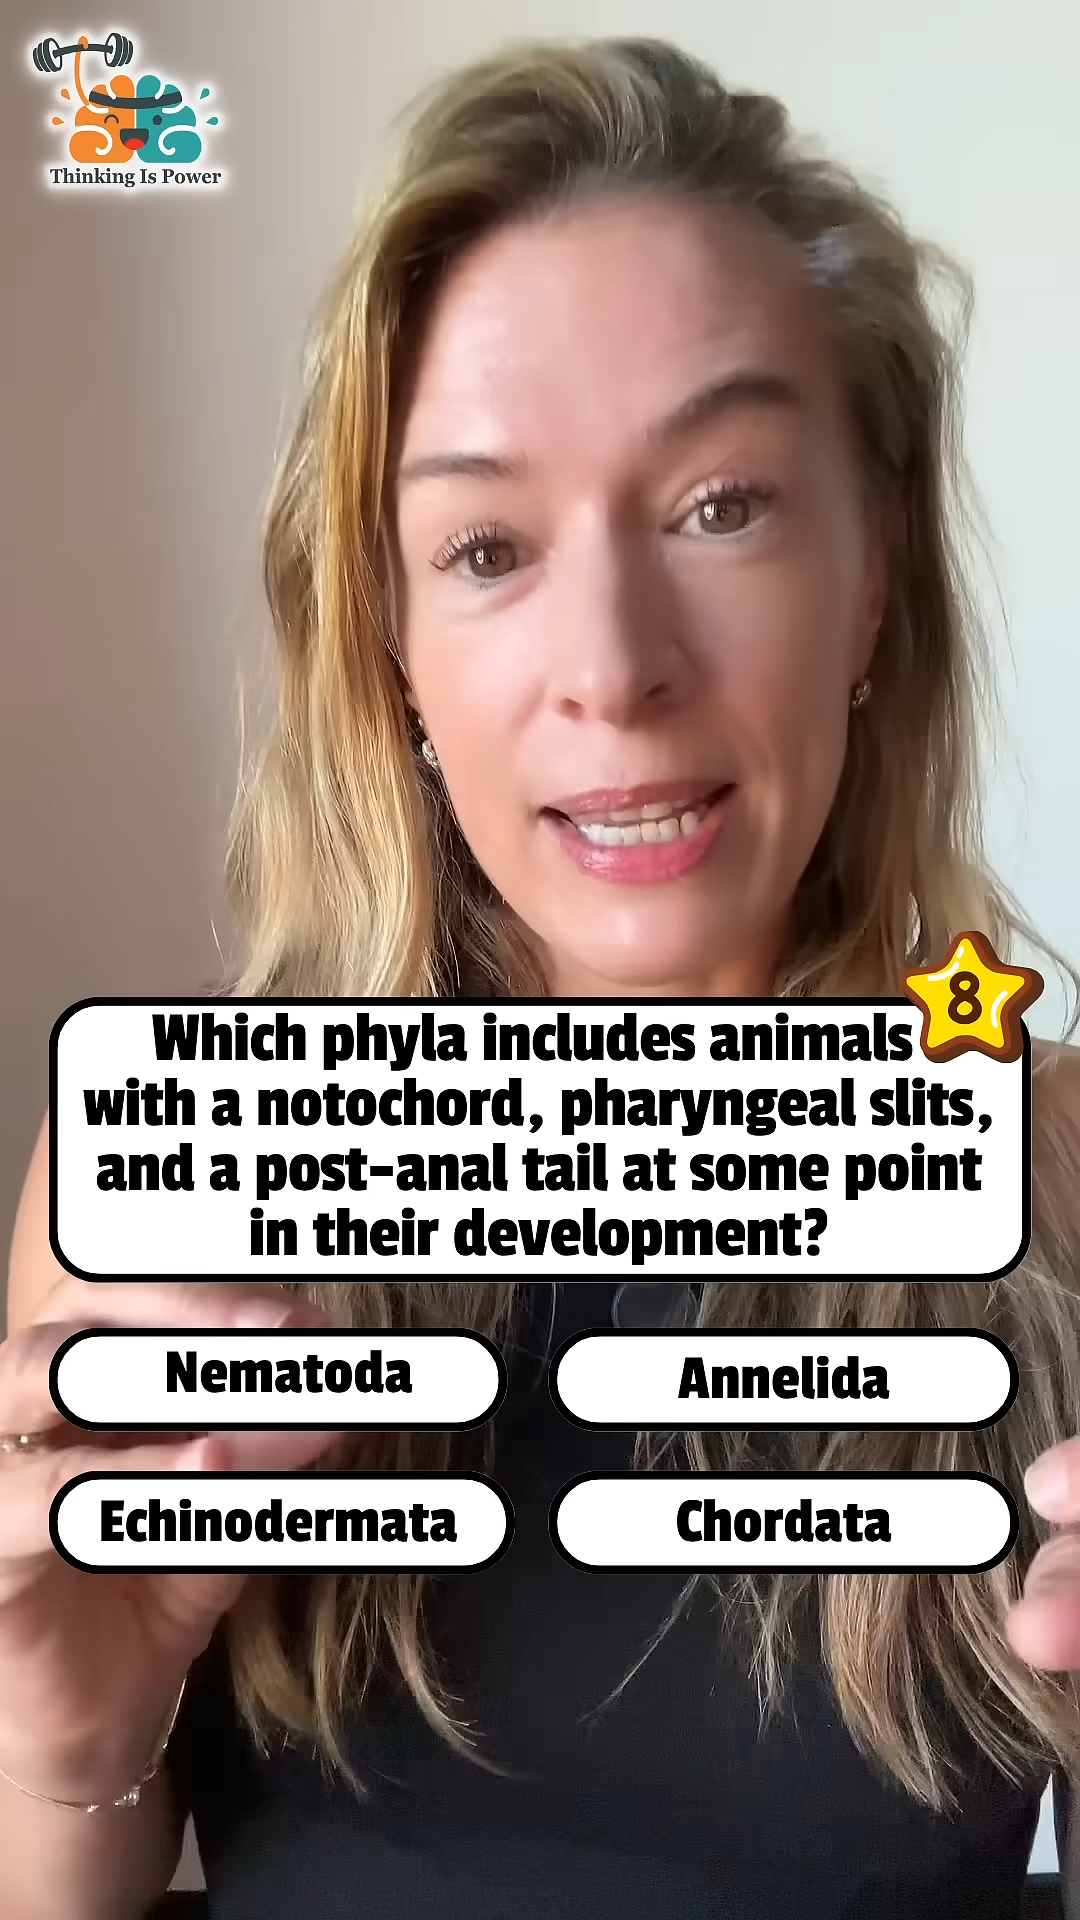 Thinking Is Power
8
Which phyla includes animals
with a notochord, pharyngeal slits,
and a post-anal tail at some point
in their development?
Nematoda
Annelida
Echinodermata
Chordata